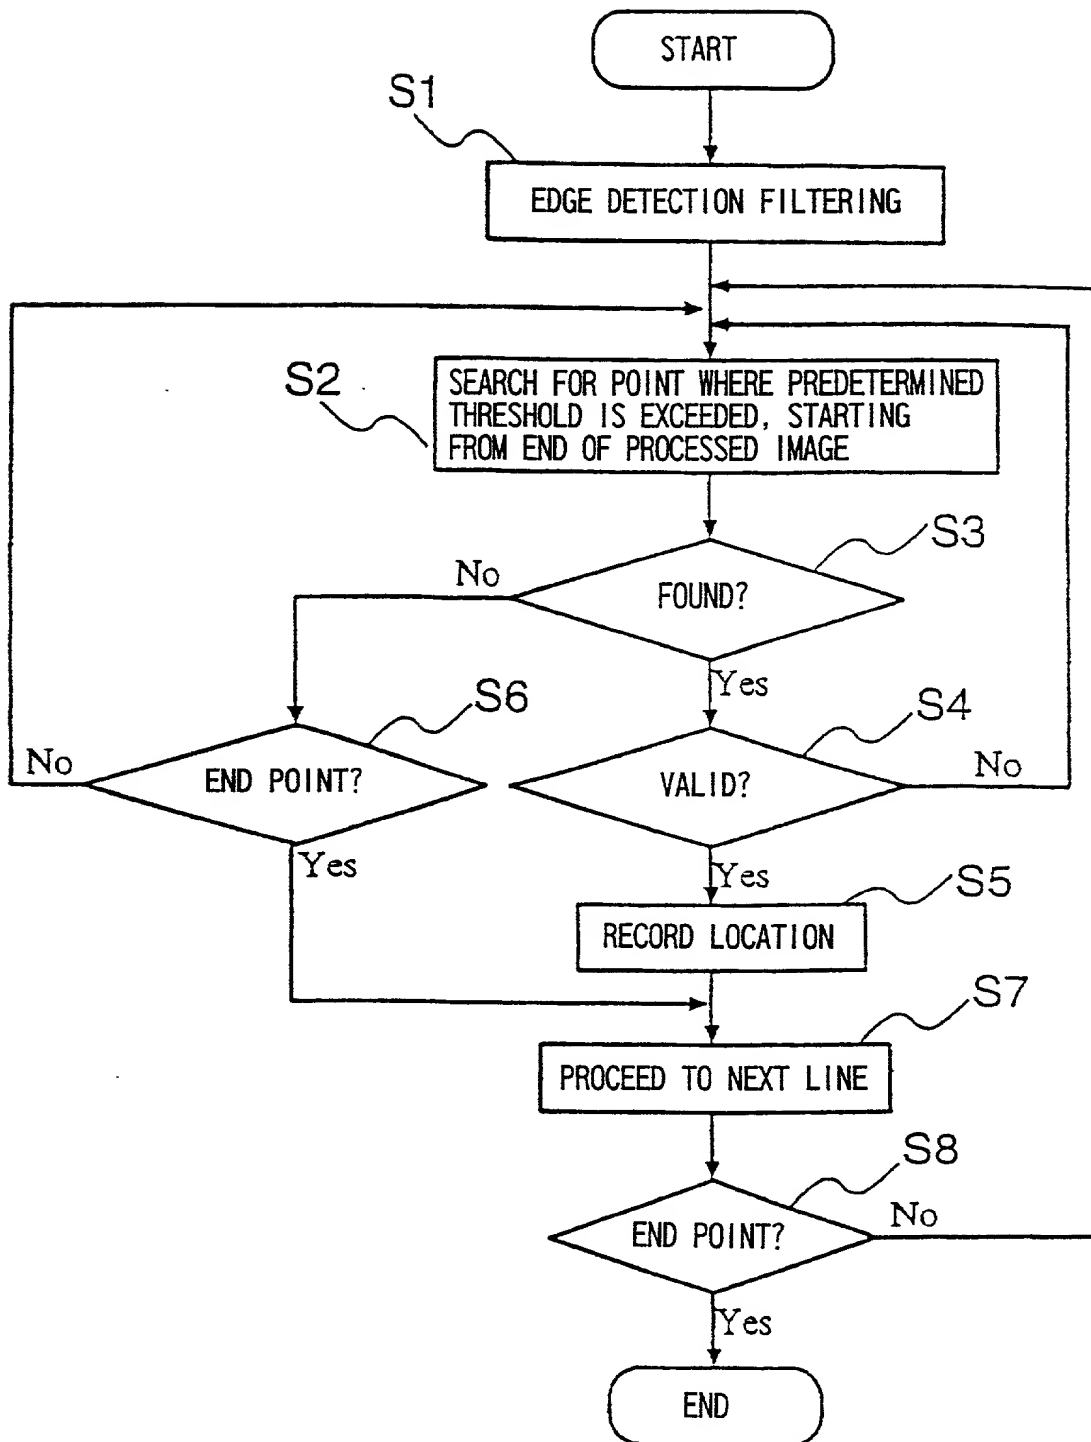 START
S1
EDGE DETECTION FILTERING
S2
SEARCH FOR POINT WHERE PREDETERMINED
THRESHOLD IS EXCEEDED, STARTING
FROM END OF PROCESSED IMAGE
S3
No
FOUND?
Yes
S6
S4
No
END POINT?
VALID?
No
Yes
Yes
S5
RECORD LOCATION
S7
PROCEED TO NEXT LINE
S8
No
END POINT?
Yes
END